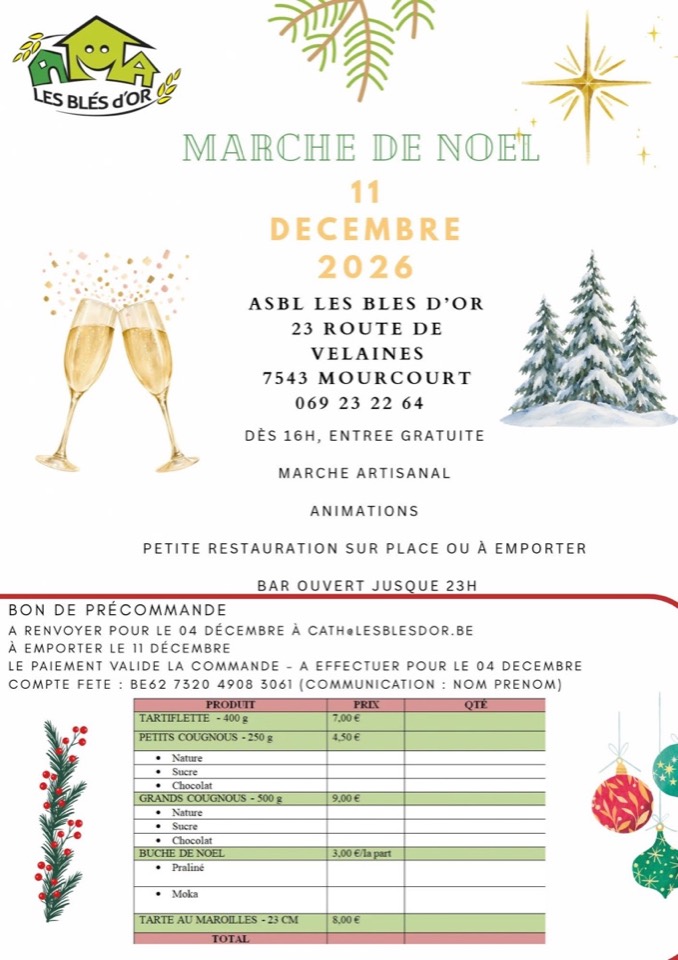 AMA
LES BLÉS d'OR
MARCHE DE NOEL
11
DECEMBRE
2026
ASBL LES BLES D'OR
23 ROUTE DE
VELAINES
7543 MOURCOURT
069 23 22 64
DÈS 16H, ENTREE GRATUITE
MARCHE ARTISANAL
ANIMATIONS
PETITE RESTAURATION SUR PLACE OU À EMPORTER
BAR OUVERT JUSQUE 23H
BON DE PRÉCOMMANDE
A RENVOYER POUR LE 04 DÉCEMBRE À CATH@LESBLESDOR.BE
À EMPORTER LE 11 DÉCEMBRE
LE PAIEMENT VALIDE LA COMMANDE – A EFFECTUER POUR LE 04 DECEMBRE
COMPTE FETE : BE62 7320 4908 3061 (COMMUNICATION : NOM PRENOM)
PRODUIT PRIX QTÉ
TARTIFLETTE - 400 g 7,00 €
PETITS COUGNOUS - 250 g 4,50 €
• Nature
• Sucre
• Chocolat
GRANDS COUGNOUS - 500 g 9,00 €
• Nature
• Sucre
• Chocolat
BUCHE DE NOEL 3,00 €/la part
• Praliné
• Moka
TARTE AU MAROILLES - 23 CM 8,00 €
TOTAL